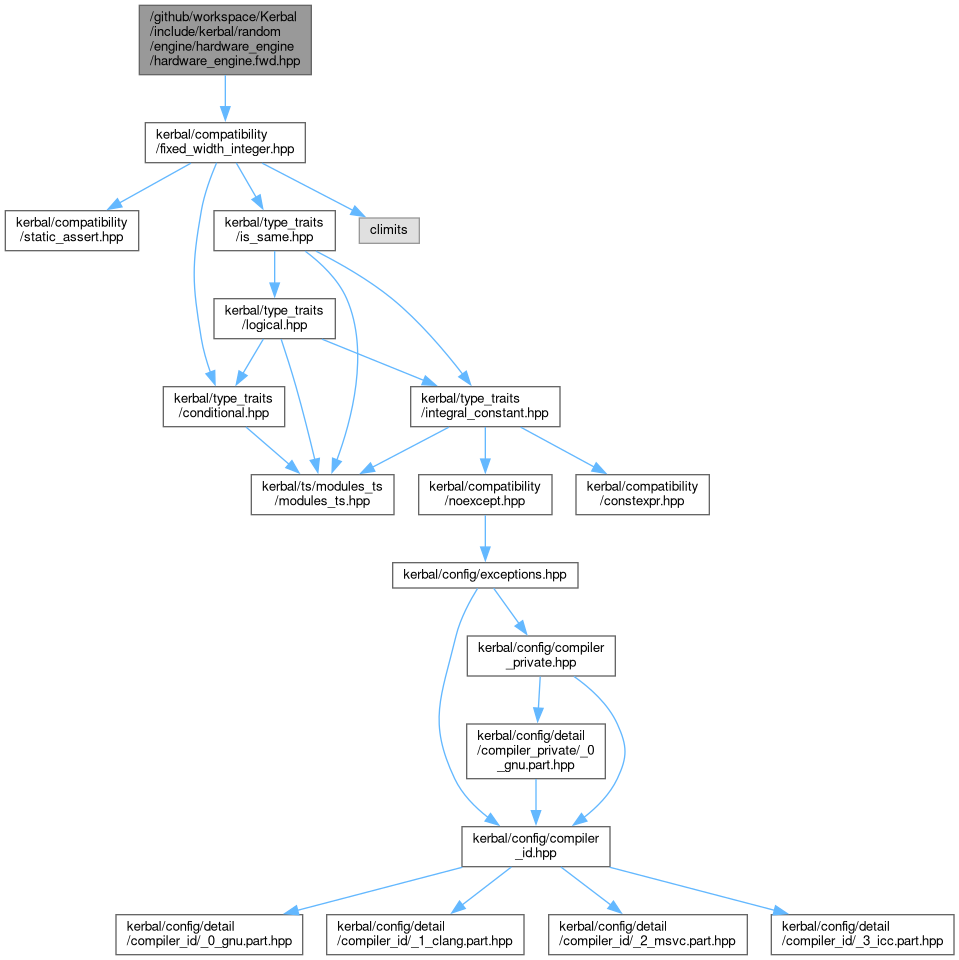 /github/workspace/Kerbal
/include/kerbal/random
/engine/hardware_engine
/hardware_engine.fwd.hpp
kerbal/compatibility
/fixed_width_integer.hpp
kerbal/compatibility
/static_assert.hpp
kerbal/type_traits
/is_same.hpp
climits
kerbal/type_traits
/logical.hpp
kerbal/type_traits
/conditional.hpp
kerbal/type_traits
/integral_constant.hpp
kerbal/ts/modules_ts
/modules_ts.hpp
kerbal/compatibility
/noexcept.hpp
kerbal/compatibility
/constexpr.hpp
kerbal/config/exceptions.hpp
kerbal/config/compiler
_private.hpp
kerbal/config/detail
/compiler_private/_0
_gnu.part.hpp
kerbal/config/compiler
_id.hpp
kerbal/config/detail
/compiler_id/_0_gnu.part.hpp
kerbal/config/detail
/compiler_id/_1_clang.part.hpp
kerbal/config/detail
/compiler_id/_2_msvc.part.hpp
kerbal/config/detail
/compiler_id/_3_icc.part.hpp